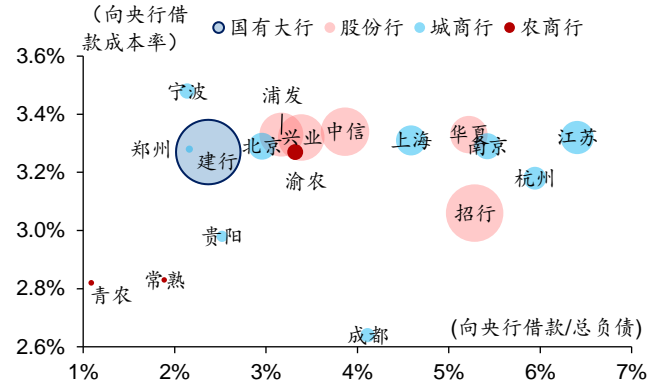 （向央行借
款成本率）
国有大行 股份行 城商行 农商行
3.6%
宁波
浦发
3.4%
郑州 建行 北京 兴业 中信 上海 华夏 南京 江苏
渝农
3.2%
杭州
招行
3.0%
贵阳
2.8%
青农 常熟
(向央行借款/总负债)
成都
2.6%
1% 2% 3% 4% 5% 6% 7%